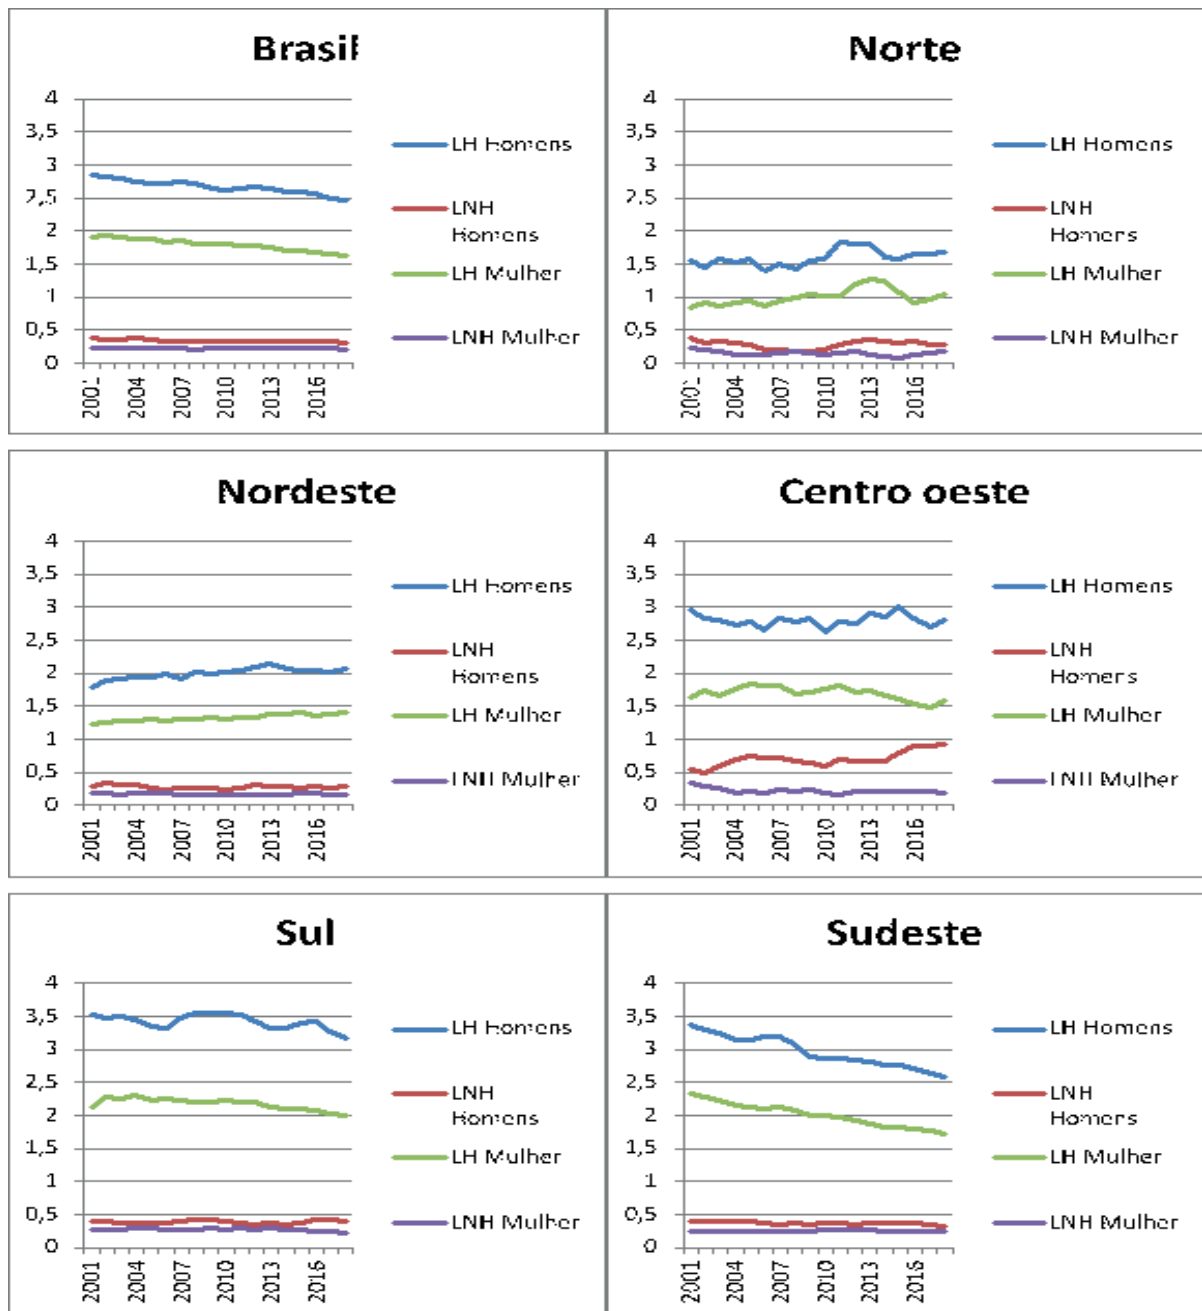 Brasil
4
3,5
3
2,5
2
1,5
1
0,5
0
2001
2004
2007
2010
2013
2016
LH Homens
LNH
Homens
LH Mulher
LNH Mulher
Norte
4
3,5
3
2,5
2
1,5
1
0,5
0
2001
2004
2007
2010
2013
2016
LH Homens
LNH
Homens
LH Mulher
LNH Mulher
Nordeste
4
3,5
3
2,5
2
1,5
1
0,5
0
2001
2004
2007
2010
2013
2016
LH Homens
LNH
Homens
LH Mulher
LNH Mulher
Centro oeste
4
3,5
3
2,5
2
1,5
1
0,5
0
2001
2004
2007
2010
2013
2016
LH Homens
LNH
Homens
LH Mulher
LNH Mulher
Sul
4
3,5
3
2,5
2
1,5
1
0,5
0
2001
2004
2007
2010
2013
2016
LH Homens
LNH
Homens
LH Mulher
LNH Mulher
Sudeste
4
3,5
3
2,5
2
1,5
1
0,5
0
2001
2004
2007
2010
2013
2016
LH Homens
LNH
Homens
LH Mulher
LNH Mulher